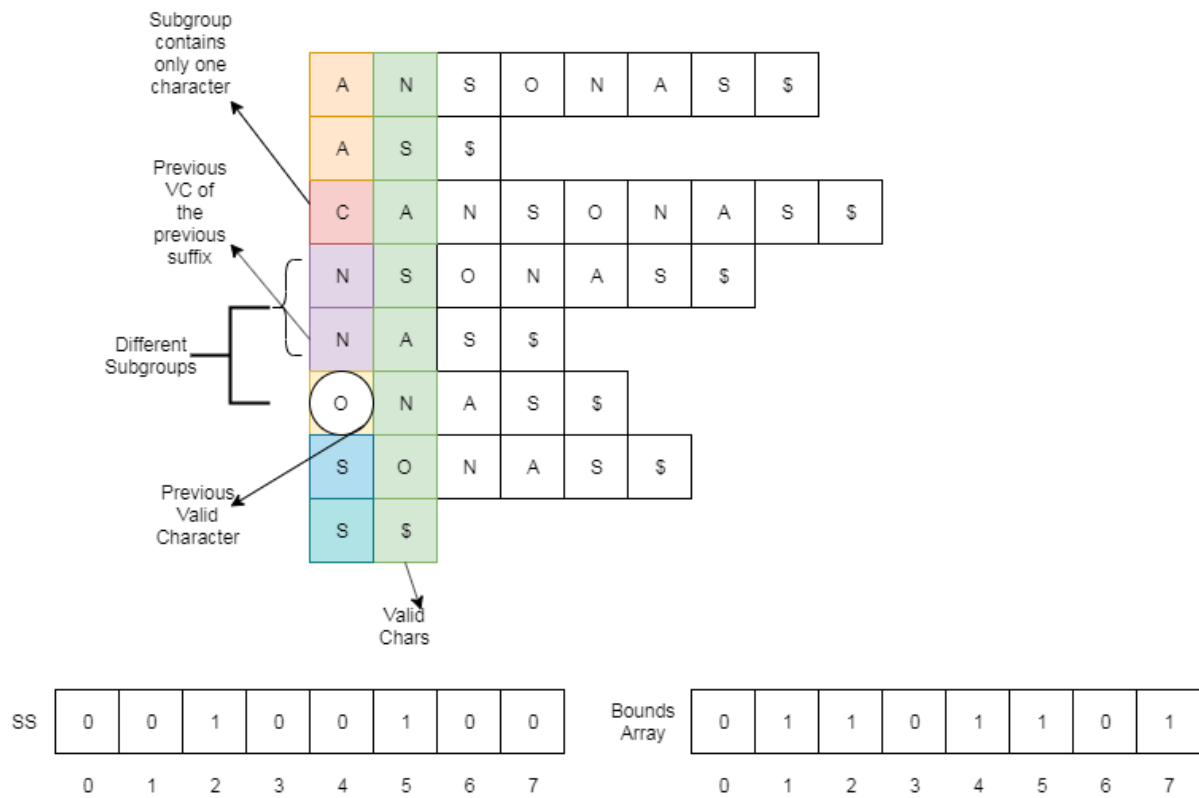 Subgroup
contains
only one
character
A N S O N A S $
A S $
Previous
VC of
the
previous
suffix
C A N S O N A S $
N S O N A S $
Different
Subgroups
N A S $
O N A S $
S O N A S $
Previous
Valid
Character
S $
Valid
Chars
SS 0 0 1 0 0 1 0 0
0 1 2 3 4 5 6 7
Bounds
Array
0 1 1 0 1 1 0 1
0 1 2 3 4 5 6 7